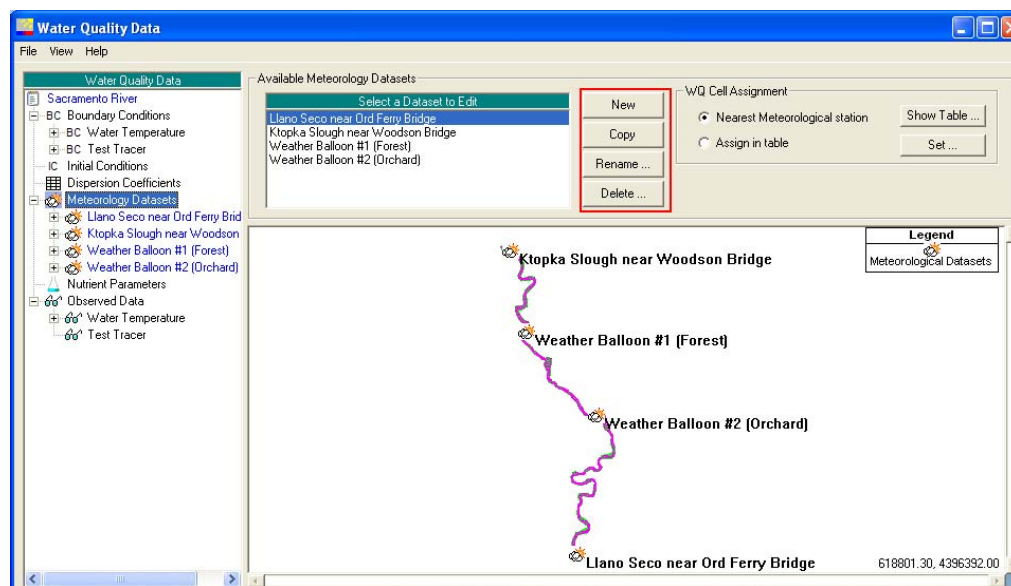 Water Quality Data
File View Help
Water Quality Data
Sacramento River
BC Boundary Conditions
BC Water Temperature
BC Test Tracer
IC Initial Conditions
Dispersion Coefficients
Meteorology Datasets
Llano Seco near Ord Ferry Brid
Ktopka Slough near Woodson
Weather Balloon #1 (Forest)
Weather Balloon #2 (Orchard)
Nutrient Parameters
Observed Data
Water Temperature
Test Tracer
Available Meteorology Datasets
Select a Dataset to Edit
Llano Seco near Ord Ferry Bridge
Ktopka Slough near Woodson Bridge
Weather Balloon #1 (Forest)
Weather Balloon #2 (Orchard)
New
Copy
Rename ...
Delete ...
WQ Cell Assignment
Nearest Meteorological station
Assign in table
Show Table ...
Set ...
Legend
Meteorological Datasets
Ktopka Slough near Woodson Bridge
Weather Balloon #1 (Forest)
Weather Balloon #2 (Orchard)
Llano Seco near Ord Ferry Bridge
618801.30, 4396392.00